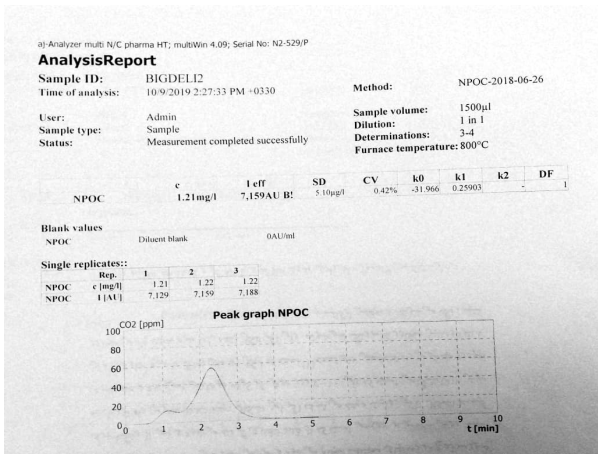 aj-Analyzer multi N/C pharma HT; multiWin 4.09; Serial No: N2-529/P
AnalysisReport
Sample ID: BIGDELI2
Time of analysis: 10/9/2019 2:27:33 PM +0330
Method: NPOC-2018-06-26
User: Admin
Sample type: Sample
Status: Measurement completed successfully
Sample volume: 1500µl
Dilution: 1 in 1
Determinations: 3-4
Furnace temperature: 800°C
c I eff SD CV k0 k1 k2 DF
NPOC 1.21mg/l 7,159AU B! 5.10µg/l 0.42% -31.966 0.25903 - 1
Blank values
NPOC Diluent blank 0AU/ml
Single replicates::
Rep. 1 2 3
NPOC c [mg/l] 1.21 1.22 1.22
NPOC I [AU] 7,129 7,159 7,188
Peak graph NPOC
CO2 [ppm]
100
80
60
40
20
0
0 1 2 3 4 5 6 7 8 9 10
t [min]